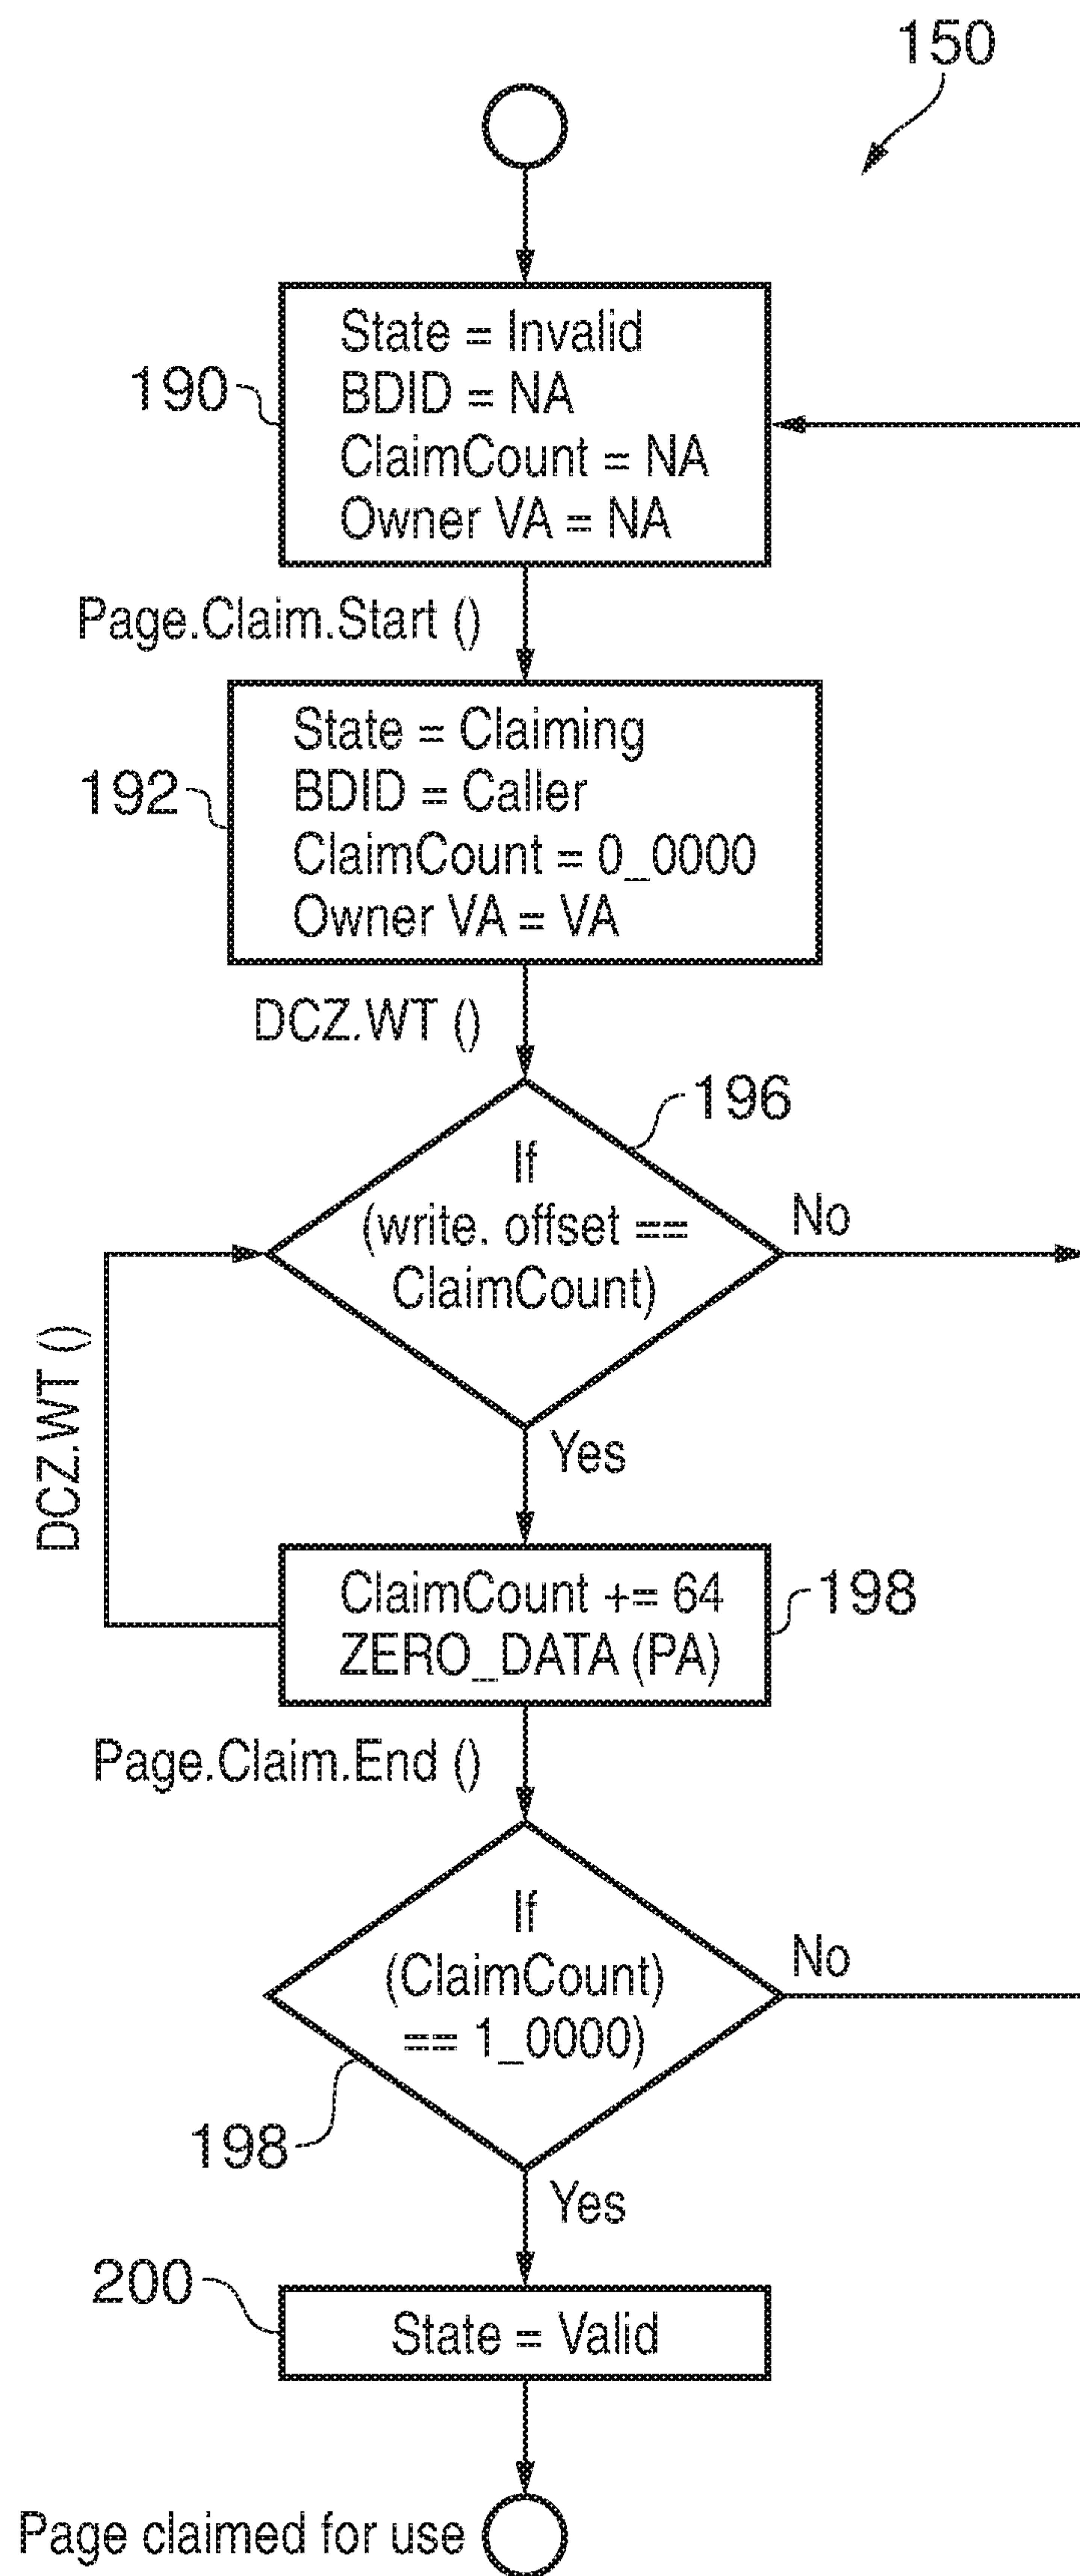 150
State = Invalid
BDID = NA
ClaimCount = NA
Owner VA = NA
190
Page.Claim.Start ()
State = Claiming
BDID = Caller
ClaimCount = 0_0000
Owner VA = VA
192
DCZ.WT ()
196
If
(write. offset ==
ClaimCount)
No
DCZ.WT ()
Yes
ClaimCount += 64
ZERO_DATA (PA)
198
Page.Claim.End ()
If
(ClaimCount)
== 1_0000)
No
198
Yes
200
State = Valid
Page claimed for use